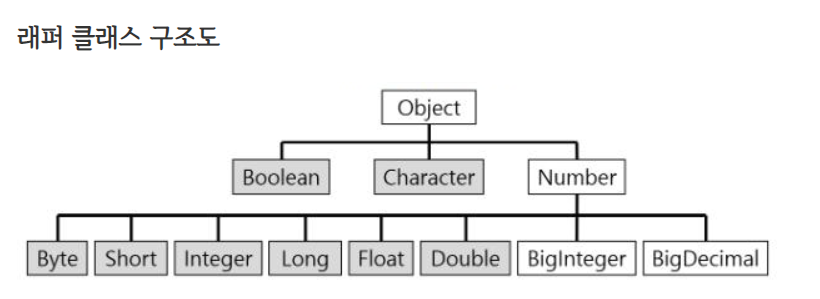 래퍼 클래스 구조도
Object
Boolean Character Number
Byte Short Integer Long Float Double BigInteger BigDecimal